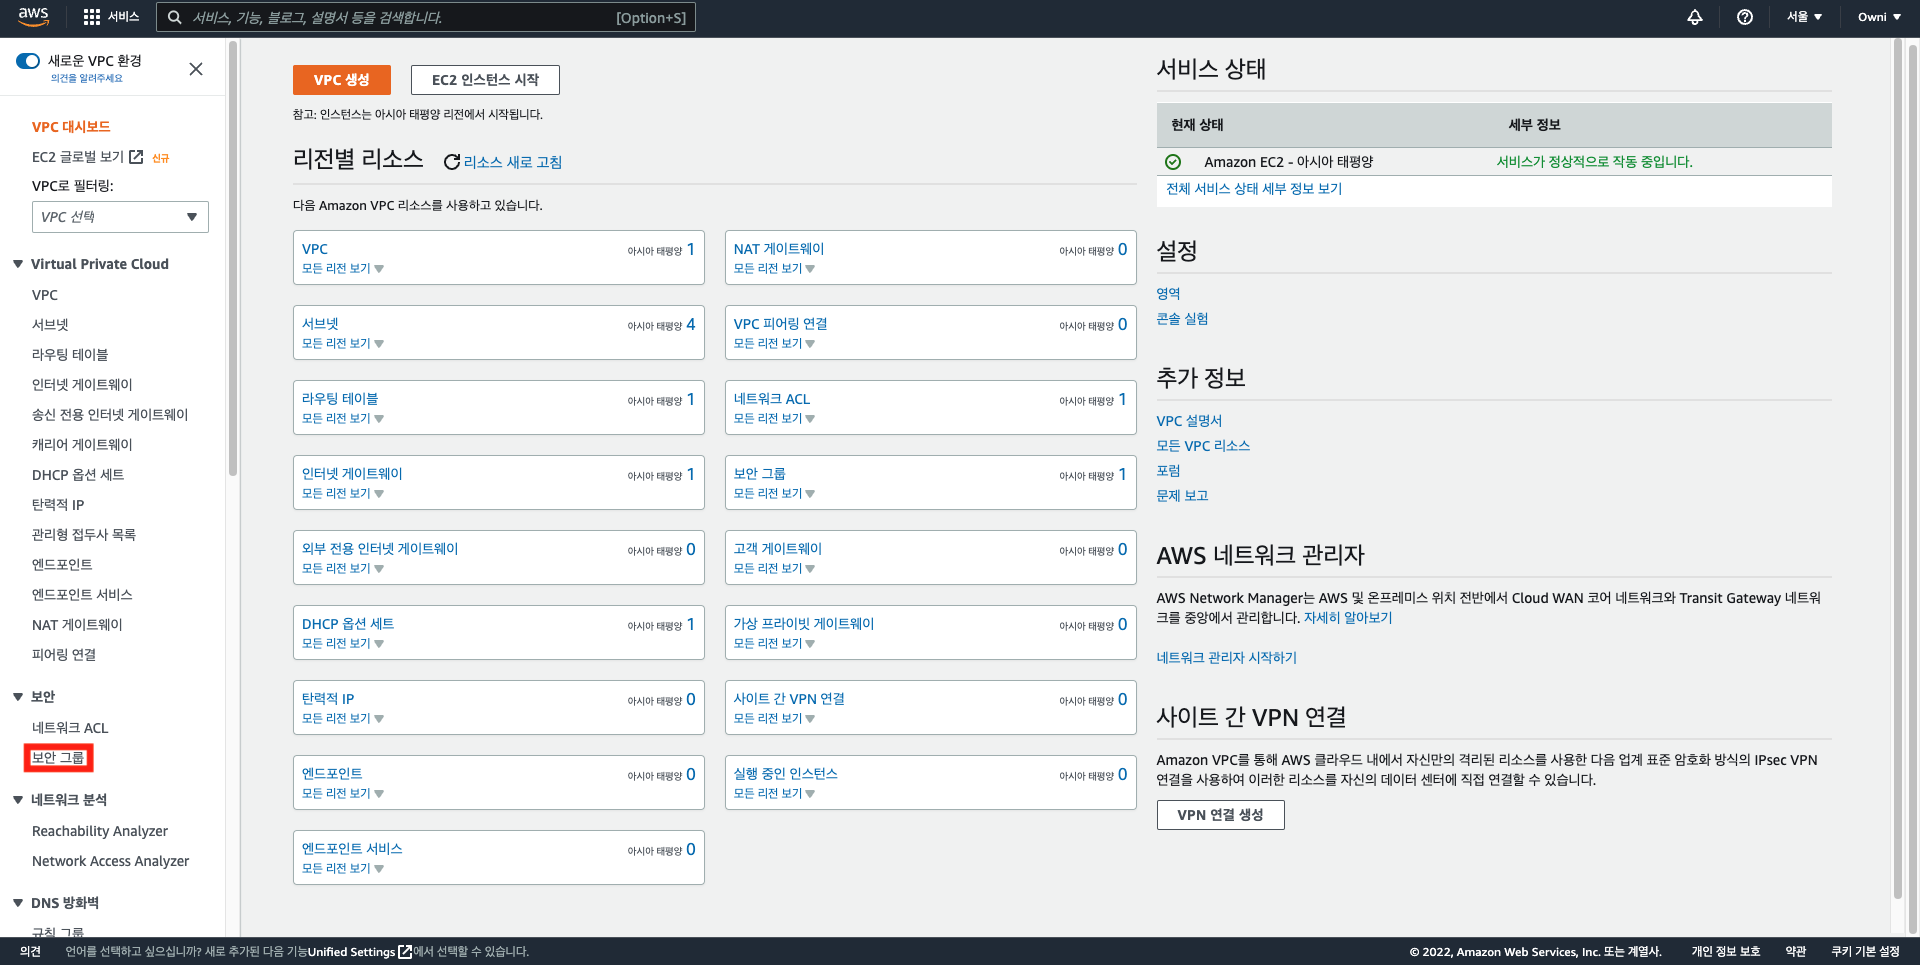 aws
서비스
서비스, 기능, 블로그, 설명서 등을 검색합니다.
[Option+S]
서울
Owni
새로운 VPC 환경
의견을 알려주세요
VPC 대시보드
EC2 글로벌 보기 신규
VPC로 필터링:
VPC 선택
Virtual Private Cloud
VPC
서브넷
라우팅 테이블
인터넷 게이트웨이
송신 전용 인터넷 게이트웨이
캐리어 게이트웨이
DHCP 옵션 세트
탄력적 IP
관리형 접두사 목록
엔드포인트
엔드포인트 서비스
NAT 게이트웨이
피어링 연결
보안
네트워크 ACL
보안 그룹
네트워크 분석
Reachability Analyzer
Network Access Analyzer
DNS 방화벽
규칙 그룹
VPC 생성
EC2 인스턴스 시작
참고: 인스턴스는 아시아 태평양 리전에서 시작됩니다.
리전별 리소스
리소스 새로 고침
다음 Amazon VPC 리소스를 사용하고 있습니다.
VPC 아시아 태평양 1
모든 리전 보기
NAT 게이트웨이 아시아 태평양 0
모든 리전 보기
서브넷 아시아 태평양 4
모든 리전 보기
VPC 피어링 연결 아시아 태평양 0
모든 리전 보기
라우팅 테이블 아시아 태평양 1
모든 리전 보기
네트워크 ACL 아시아 태평양 1
모든 리전 보기
인터넷 게이트웨이 아시아 태평양 1
모든 리전 보기
보안 그룹 아시아 태평양 1
모든 리전 보기
외부 전용 인터넷 게이트웨이 아시아 태평양 0
모든 리전 보기
고객 게이트웨이 아시아 태평양 0
모든 리전 보기
DHCP 옵션 세트 아시아 태평양 1
모든 리전 보기
가상 프라이빗 게이트웨이 아시아 태평양 0
모든 리전 보기
탄력적 IP 아시아 태평양 0
모든 리전 보기
사이트 간 VPN 연결 아시아 태평양 0
모든 리전 보기
엔드포인트 아시아 태평양 0
모든 리전 보기
실행 중인 인스턴스 아시아 태평양 0
모든 리전 보기
엔드포인트 서비스 아시아 태평양 0
모든 리전 보기
서비스 상태
현재 상태 세부 정보
Amazon EC2 - 아시아 태평양 서비스가 정상적으로 작동 중입니다.
전체 서비스 상태 세부 정보 보기
설정
영역
콘솔 실험
추가 정보
VPC 설명서
모든 VPC 리소스
포럼
문제 보고
AWS 네트워크 관리자
AWS Network Manager는 AWS 및 온프레미스 위치 전반에서 Cloud WAN 코어 네트워크와 Transit Gateway 네트워
크를 중앙에서 관리합니다. 자세히 알아보기
네트워크 관리자 시작하기
사이트 간 VPN 연결
Amazon VPC를 통해 AWS 클라우드 내에서 자신만의 격리된 리소스를 사용한 다음 업계 표준 암호화 방식의 IPsec VPN
연결을 사용하여 이러한 리소스를 자신의 데이터 센터에 직접 연결할 수 있습니다.
VPN 연결 생성
의견
언어를 선택하고 싶으십니까? 새로 추가된 다음 기능Unified Settings에서 선택할 수 있습니다.
© 2022, Amazon Web Services, Inc. 또는 계열사.
개인 정보 보호
약관
쿠키 기본 설정